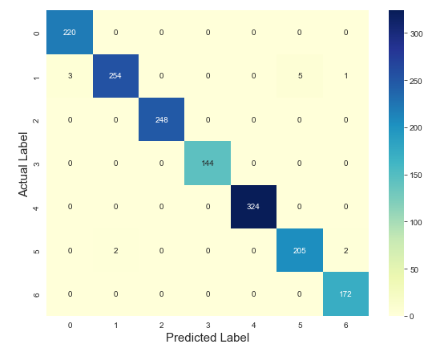 0 220 0 0 0 0 0 0
1 3 254 0 0 0 5 1
2 0 0 248 0 0 0 0
3 0 0 0 144 0 0 0
4 0 0 0 0 324 0 0
5 0 2 0 0 0 205 2
6 0 0 0 0 0 0 172
0 1 2 3 4 5 6
Actual Label
Predicted Label
300
250
200
150
100
50
0